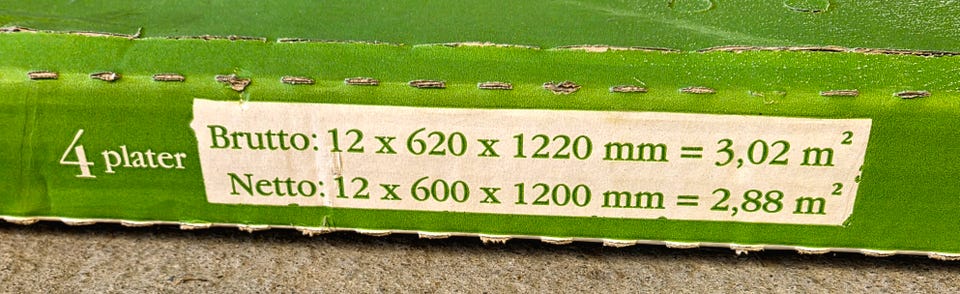 4 plater
Brutto: 12 x 620 x 1220 mm = 3,02 m²
Netto: 12 x 600 x 1200 mm = 2,88 m²